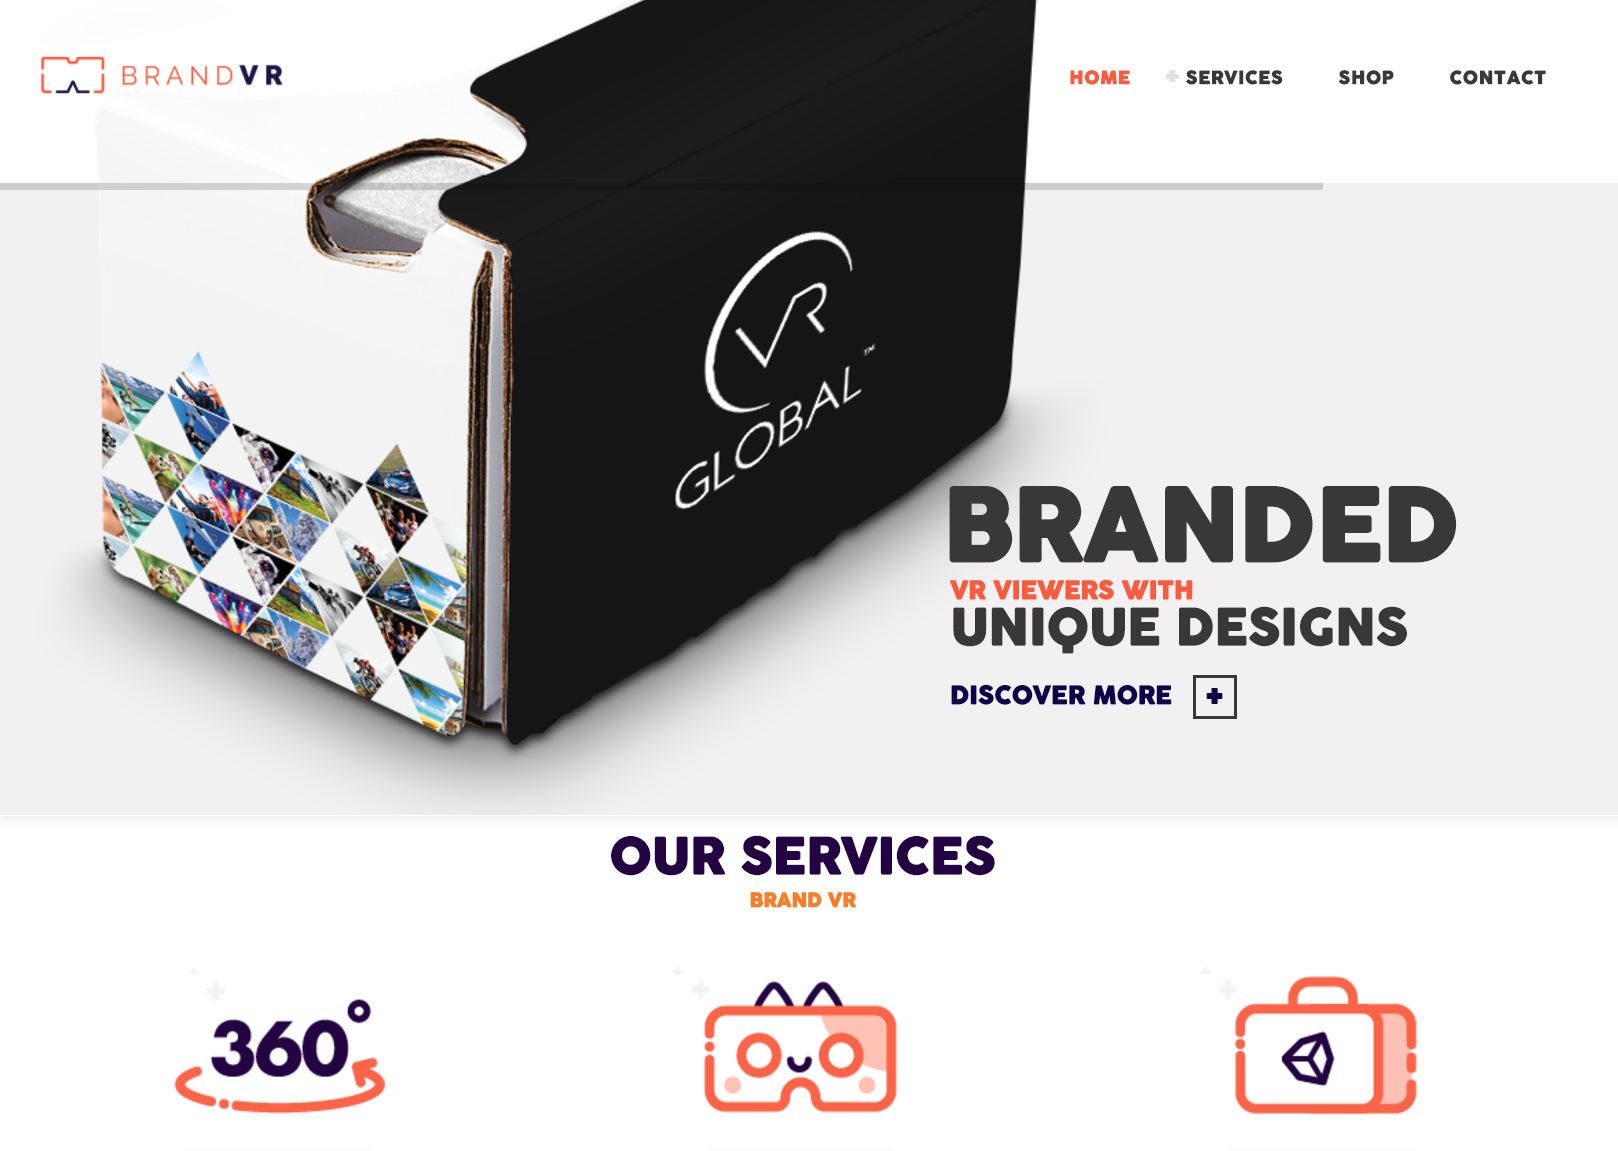 BRANDVR
HOME
SERVICES
SHOP
CONTACT
VR
GLOBAL™
BRANDED
VR VIEWERS WITH
UNIQUE DESIGNS
DISCOVER MORE +
OUR SERVICES
BRAND VR
360°